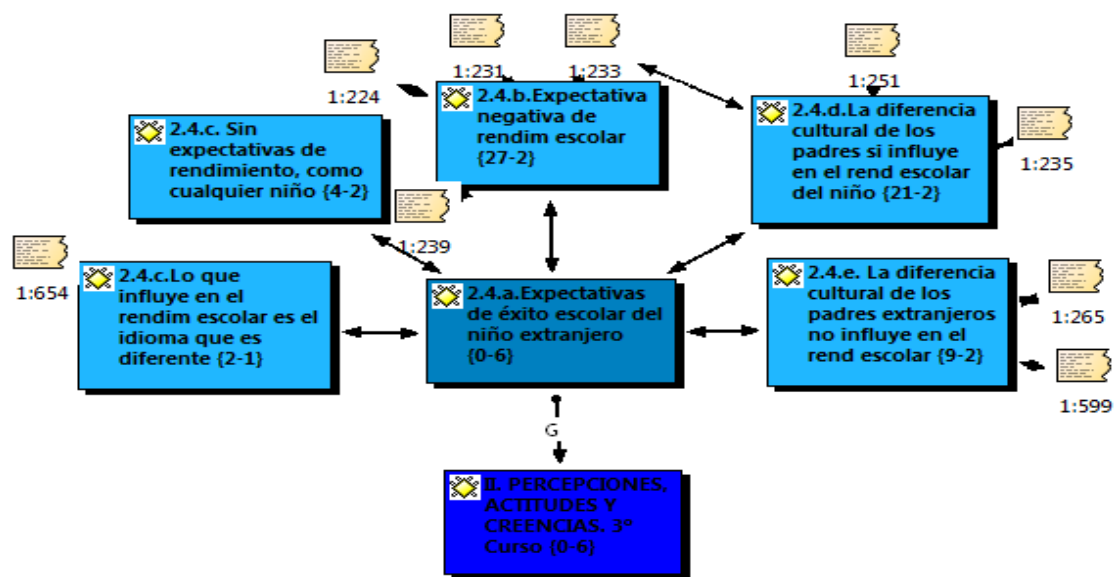 1:224
1:231
1:233
1:251
1:235
2.4.c. Sin
expectativas de
rendimiento, como
cualquier niño {4-2}
2.4.b.Expectativa
negativa de
rendim escolar
{27-2}
2.4.d.La diferencia
cultural de los
padres si influye
en el rend escolar
del niño {21-2}
1:239
1:654
2.4.c.Lo que
influye en el
rendim escolar es el
idioma que es
diferente {2-1}
2.4.a.Expectativas
de éxito escolar del
niño extranjero
{0-6}
2.4.e. La diferencia
cultural de los
padres extranjeros
no influye en el
rend escolar {9-2}
1:265
1:599
G
II. PERCEPCIONES,
ACTITUDES Y
CREENCIAS. 3º
Curso {0-6}